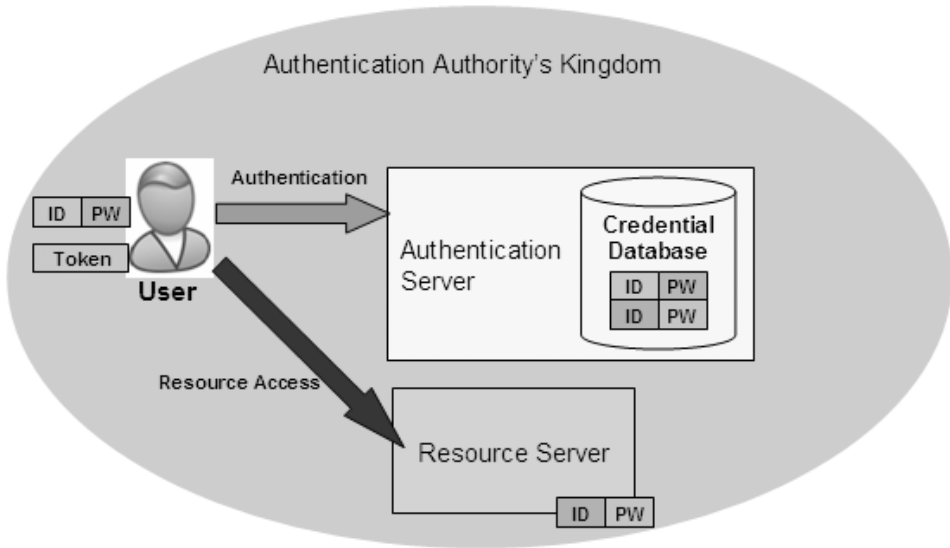 Authentication Authority's Kingdom
Authentication
ID PW
Token
User
Authentication
Server
Credential
Database
ID PW
ID PW
Resource Access
Resource Server
ID PW